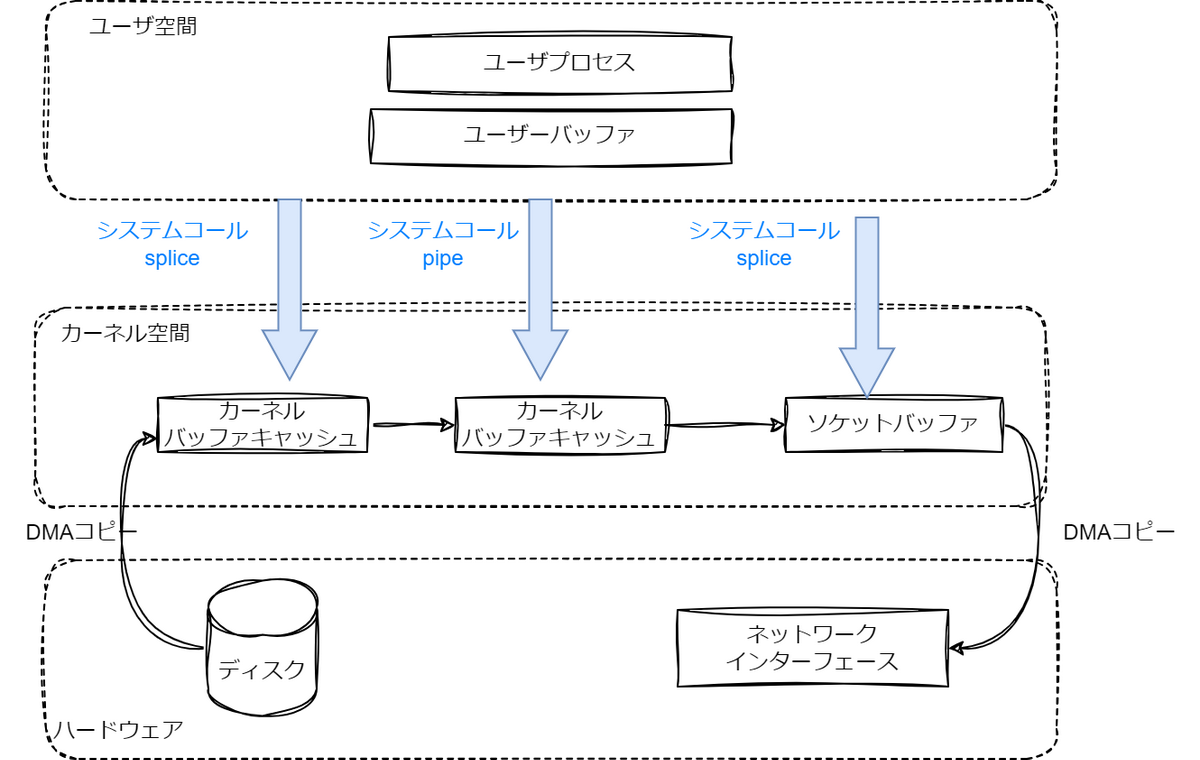 ユーザ空間
ユーザプロセス
ユーザーバッファ
システムコール
splice
システムコール
pipe
システムコール
splice
カーネル空間
カーネル
バッファキャッシュ
カーネル
バッファキャッシュ
ソケットバッファ
DMAコピー
DMAコピー
ディスク
ネットワーク
インターフェース
ハードウェア